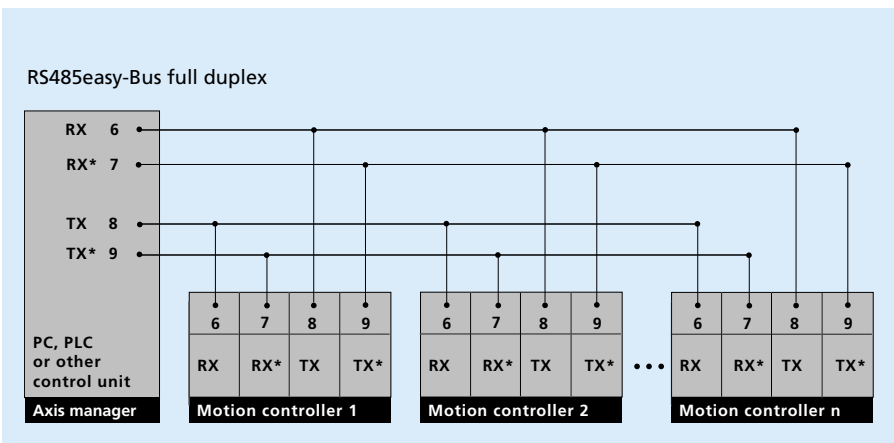 RS485easy-Bus full duplex
RX 6
RX* 7
TX 8
TX* 9
PC, PLC
or other
control unit
Axis manager
6 7 8 9
RX RX* TX TX*
Motion controller 1
6 7 8 9
RX RX* TX TX*
Motion controller 2
...
6 7 8 9
RX RX* TX TX*
Motion controller n